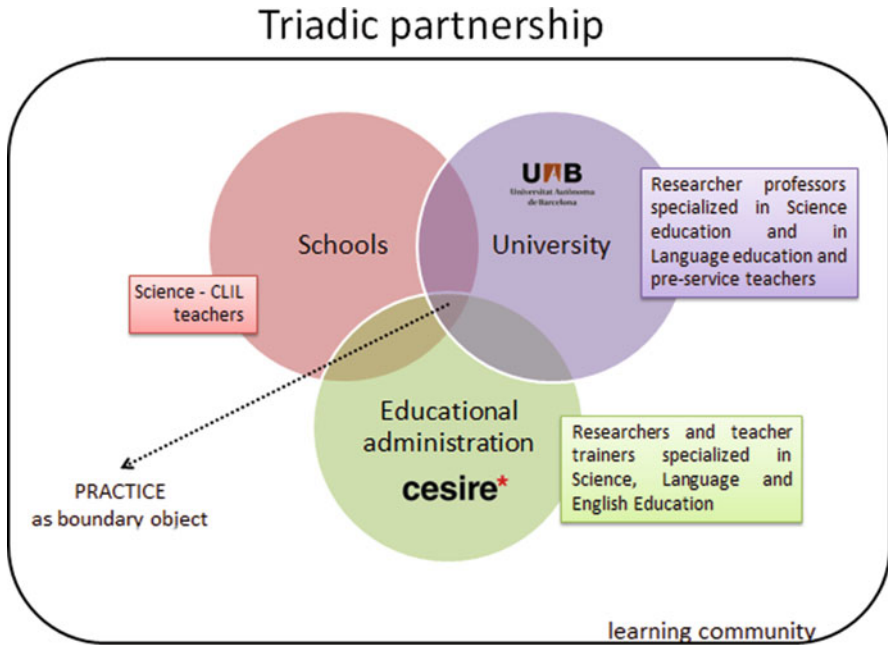 Triadic partnership
UAB
Universitat Autònoma
de Barcelona
Schools
University
Researcher professors
specialized in Science
education and in
Language education and
pre-service teachers
Science - CLIL
teachers
Educational
administration
cesire*
Researchers and teacher
trainers specialized in
Science, Language and
English Education
PRACTICE
as boundary object
learning community